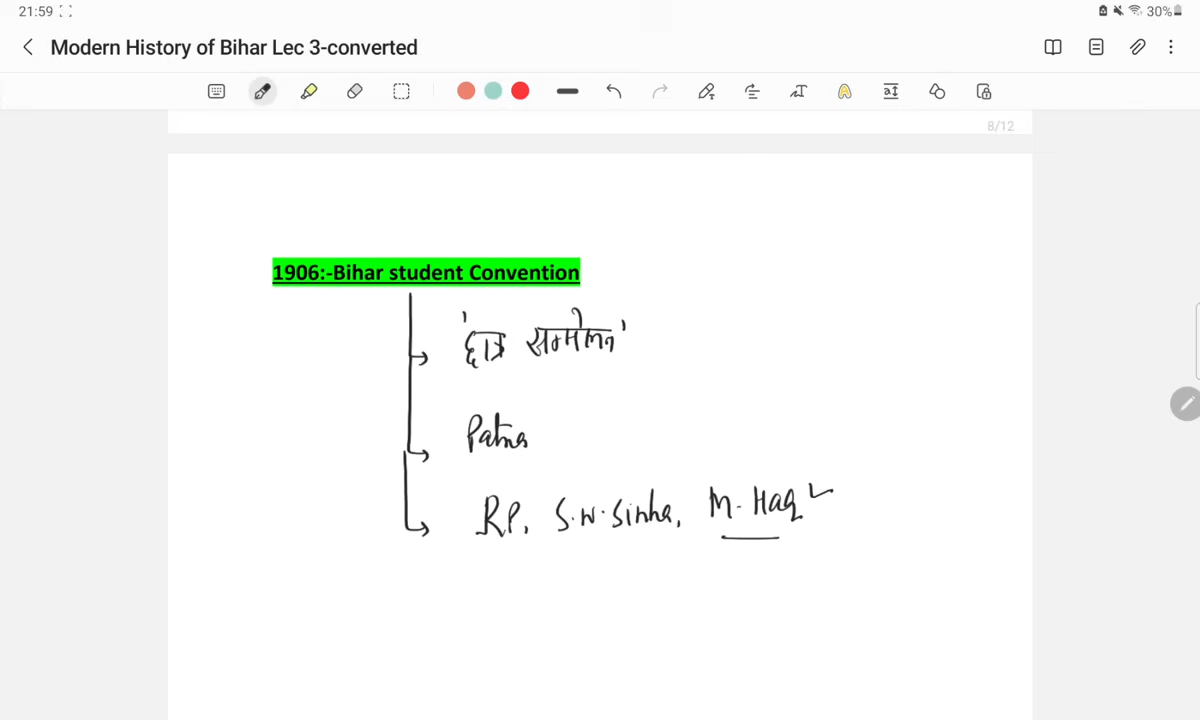 21:59
30%
Modern History of Bihar Lec 3-converted
8/12
1906:-Bihar student Convention
'छात्र सम्मेलन'
Patna
RP, S.N. Sinha, M. Haq